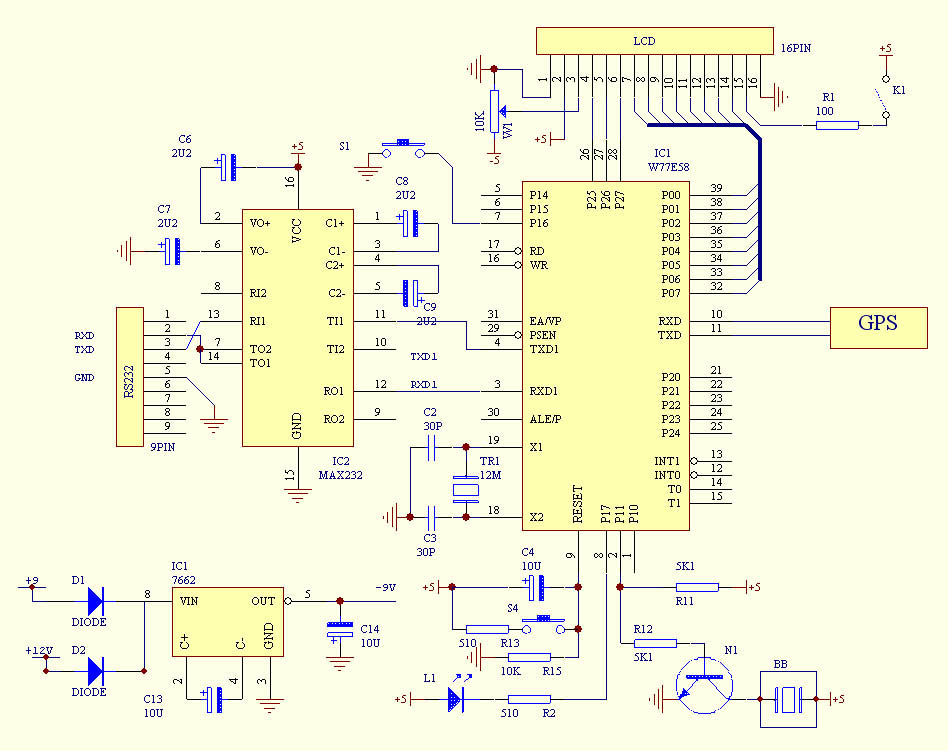 LCD
16PIN
1 2 3 4 5 6 7 8 9 10 11 12 13 14 15 16
+5
K1
R1
100
10K
W1
-5
+5
26 27 28
IC1
W77E58
P25 P26 P27
5 P14
6 P15
7 P16
17 RD
16 WR
31 EA/VP
29 PSEN
4 TXD1
3 RXD1
30 ALE/P
19 X1
18 X2
P00 39
P01 38
P02 37
P03 36
P04 35
P05 34
P06 33
P07 32
RXD 10
TXD 11
P20 21
P21 22
P22 23
P23 24
P24 25
INT1 13
INT0 12
T0 14
T1 15
RESET P17 P11 P10
9 8 2 1
GPS
S1
C6
2U2
+5
16
C7
2U2
C8
2U2
C9
2U2
VCC
2 VO+
6 VO-
8 RI2
13 RI1
7 TO2
14 TO1
C1+ 1
C1- 3
C2+ 4
C2- 5
TI1 11
TI2 10
RO1 12
RO2 9
GND
15
TXD1
RXD1
IC2
MAX232
RXD
TXD
GND
RS232
1
2
3
4
5
6
7
8
9
9PIN
C2
30P
TR1
12M
C3
30P
+9
D1
DIODE
+12V
D2
DIODE
IC1
7662
8 VIN
OUT 5
C+ C- GND
2 4 3
-9V
C14
10U
C13
10U
C4
10U
+5
S4
510 R13
10K R15
L1
+5
510 R2
5K1
R11
+5
R12
5K1
N1
BB
+5